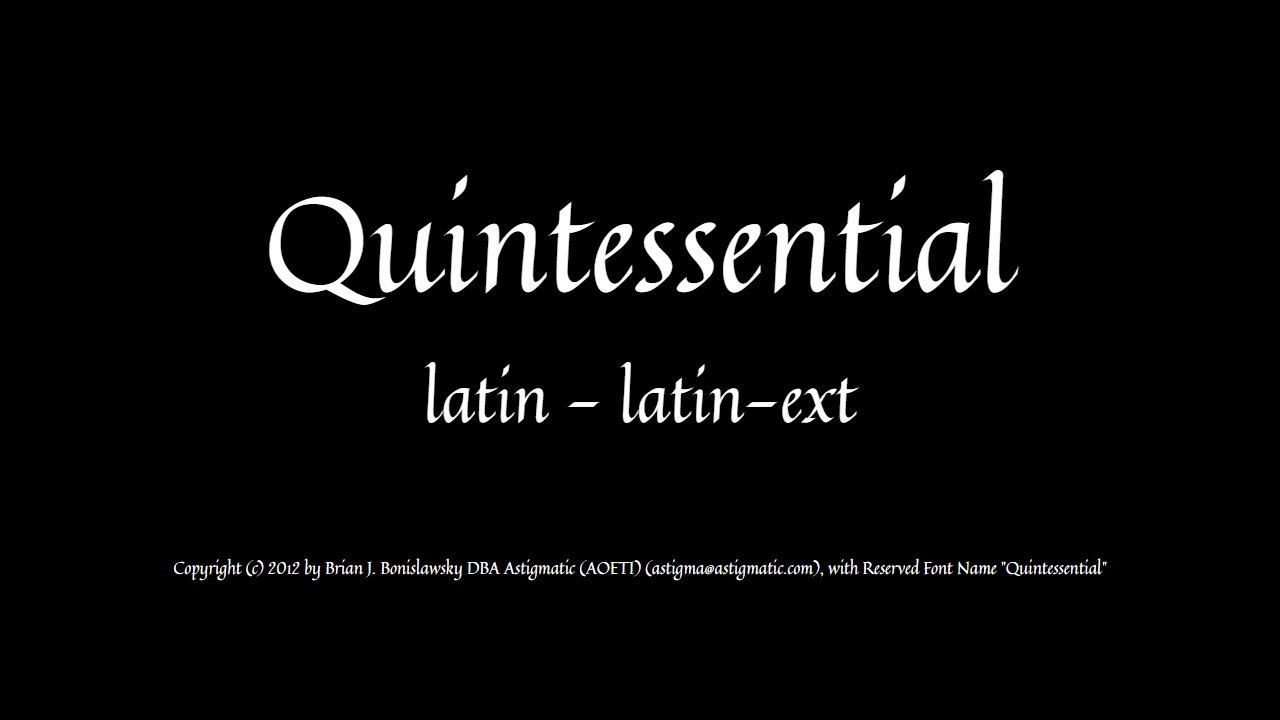 Quintessential
latin - latin-ext
Copyright (c) 2012 by Brian J. Bonislawsky DBA Astigmatic (AOETI) (astigma@astigmatic.com), with Reserved Font Name "Quintessential"